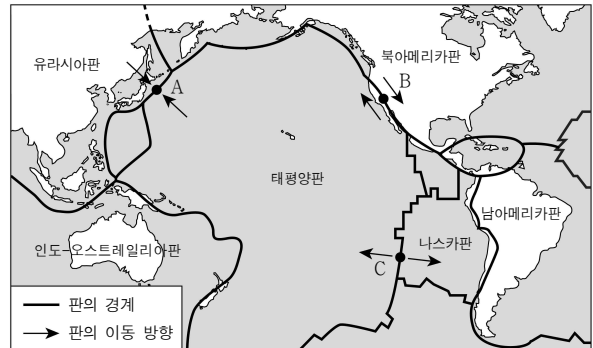 유라시아판
북아메리카판
A
B
태평양판
남아메리카판
인도-오스트레일리아판
나스카판
C
판의 경계
판의 이동 방향